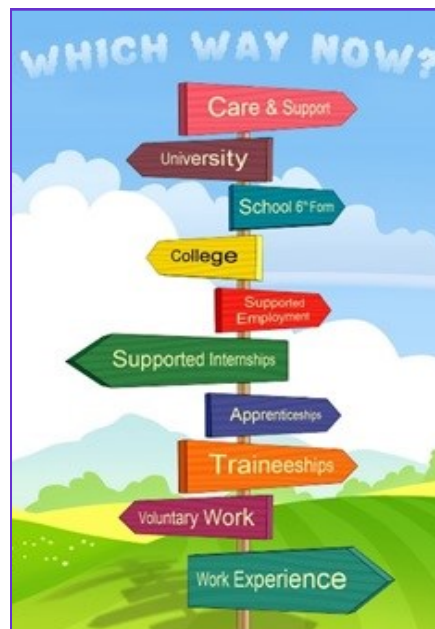 WHICH WAY NOW?
Care & Support
University
School 6th Form
College
Supported
Employment
Supported Internships
Apprenticeships
Traineeships
Voluntary Work
Work Experience